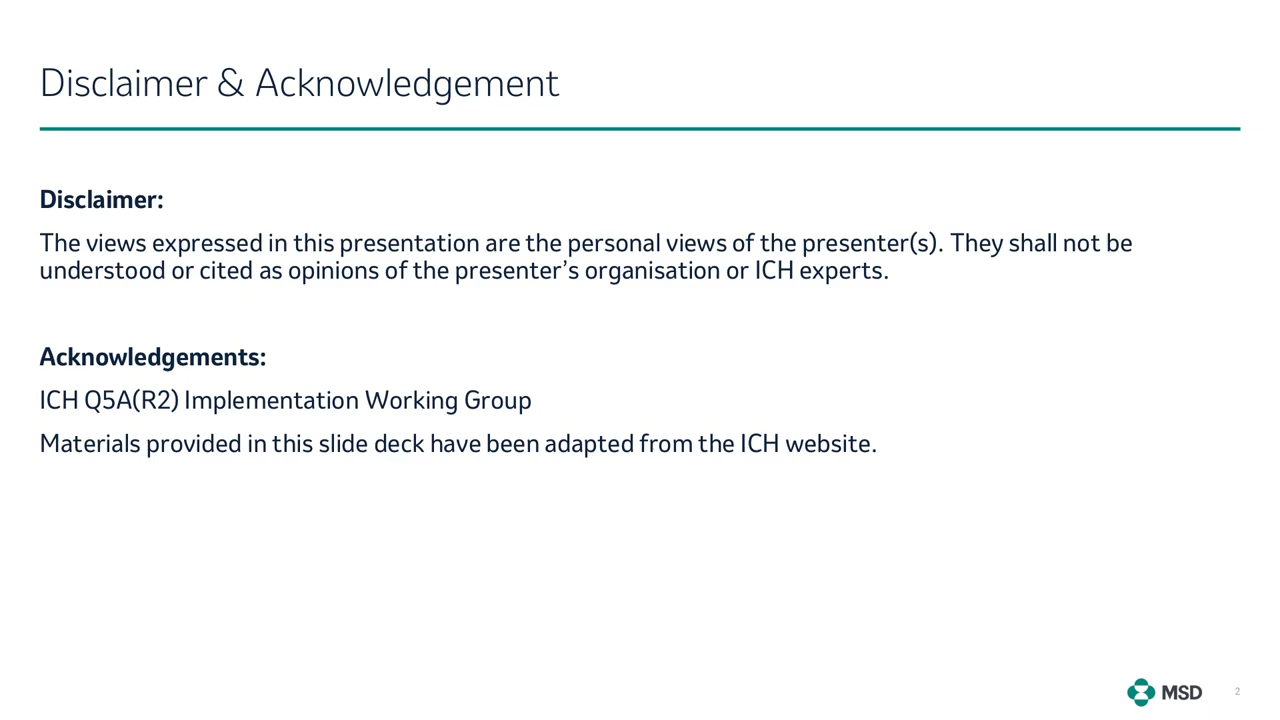 Disclaimer & Acknowledgement
Disclaimer:
The views expressed in this presentation are the personal views of the presenter(s). They shall not be
understood or cited as opinions of the presenter’s organisation or ICH experts.
Acknowledgements:
ICH Q5A(R2) Implementation Working Group
Materials provided in this slide deck have been adapted from the ICH website.
MSD
2